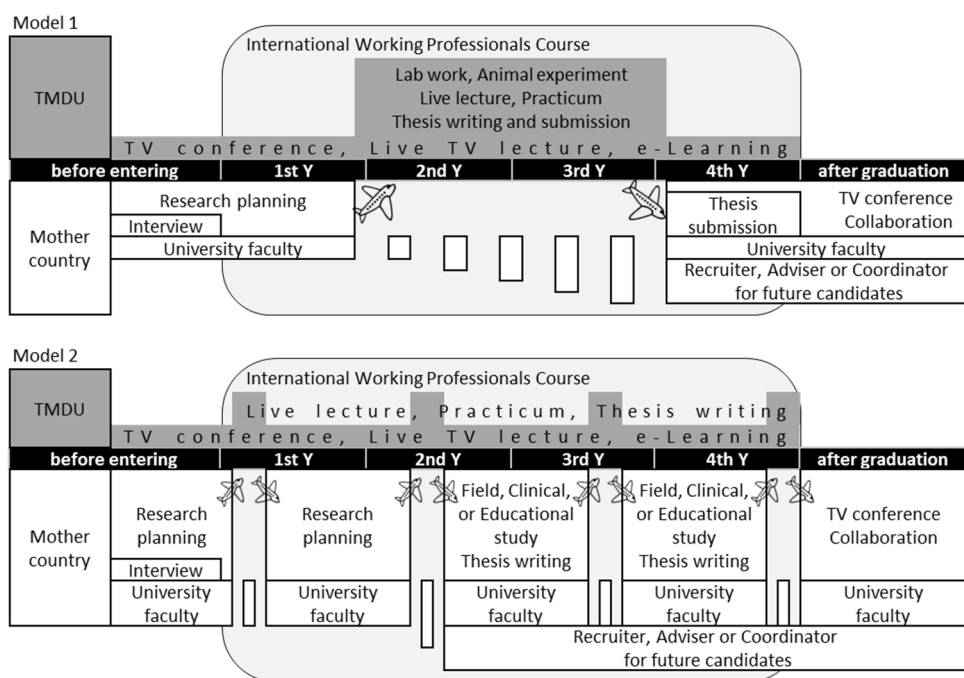 Model 1
International Working Professionals Course
TMDU
Lab work, Animal experiment
Live lecture, Practicum
Thesis writing and submission
TV conference, Live TV lecture, e-Learning
before entering 1st Y 2nd Y 3rd Y 4th Y after graduation
Mother
country
Research planning
Interview
University faculty
Thesis
submission
TV conference
Collaboration
University faculty
Recruiter, Adviser or Coordinator
for future candidates
Model 2
International Working Professionals Course
TMDU
Live lecture, Practicum, Thesis writing
TV conference, Live TV lecture, e-Learning
before entering 1st Y 2nd Y 3rd Y 4th Y after graduation
Mother
country
Research
planning
Interview
University
faculty
Research
planning
University
faculty
Field, Clinical,
or Educational
study
Thesis writing
University
faculty
Field, Clinical,
or Educational
study
Thesis writing
University
faculty
TV conference
Collaboration
University
faculty
Recruiter, Adviser or Coordinator
for future candidates